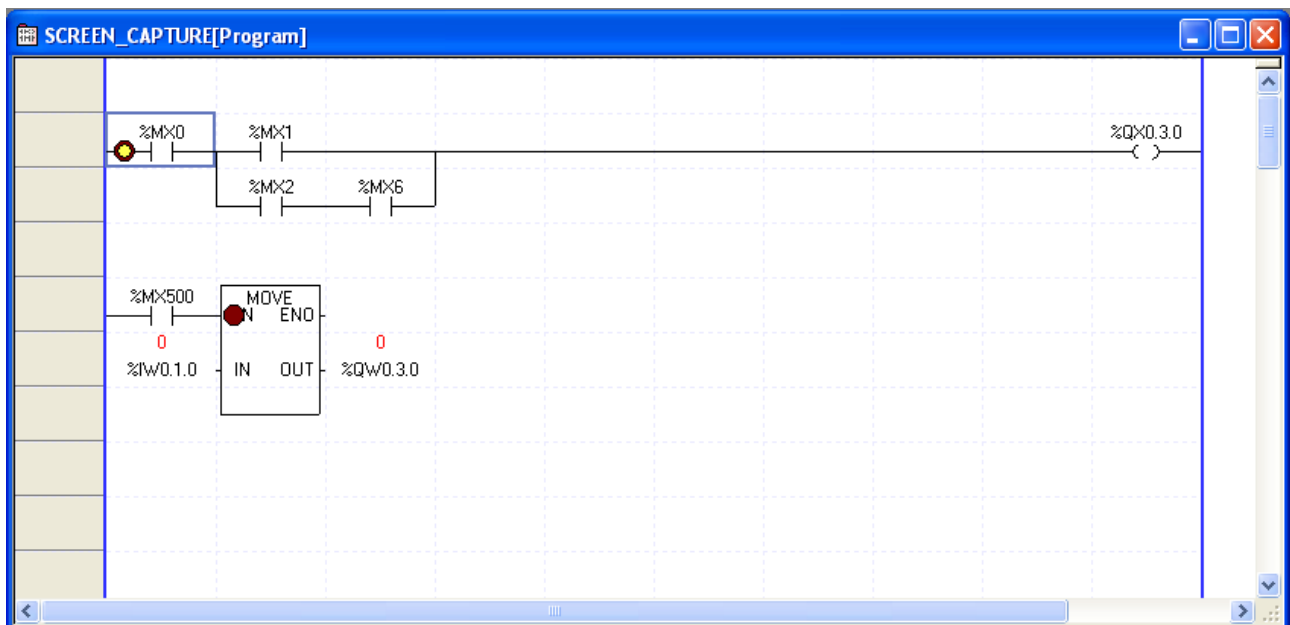 SCREEN_CAPTURE[Program]
%MX0 %MX1 %QX0.3.0
%MX2 %MX6
%MX500 MOVE
N ENO
0 0
%IW0.1.0 IN OUT %QW0.3.0